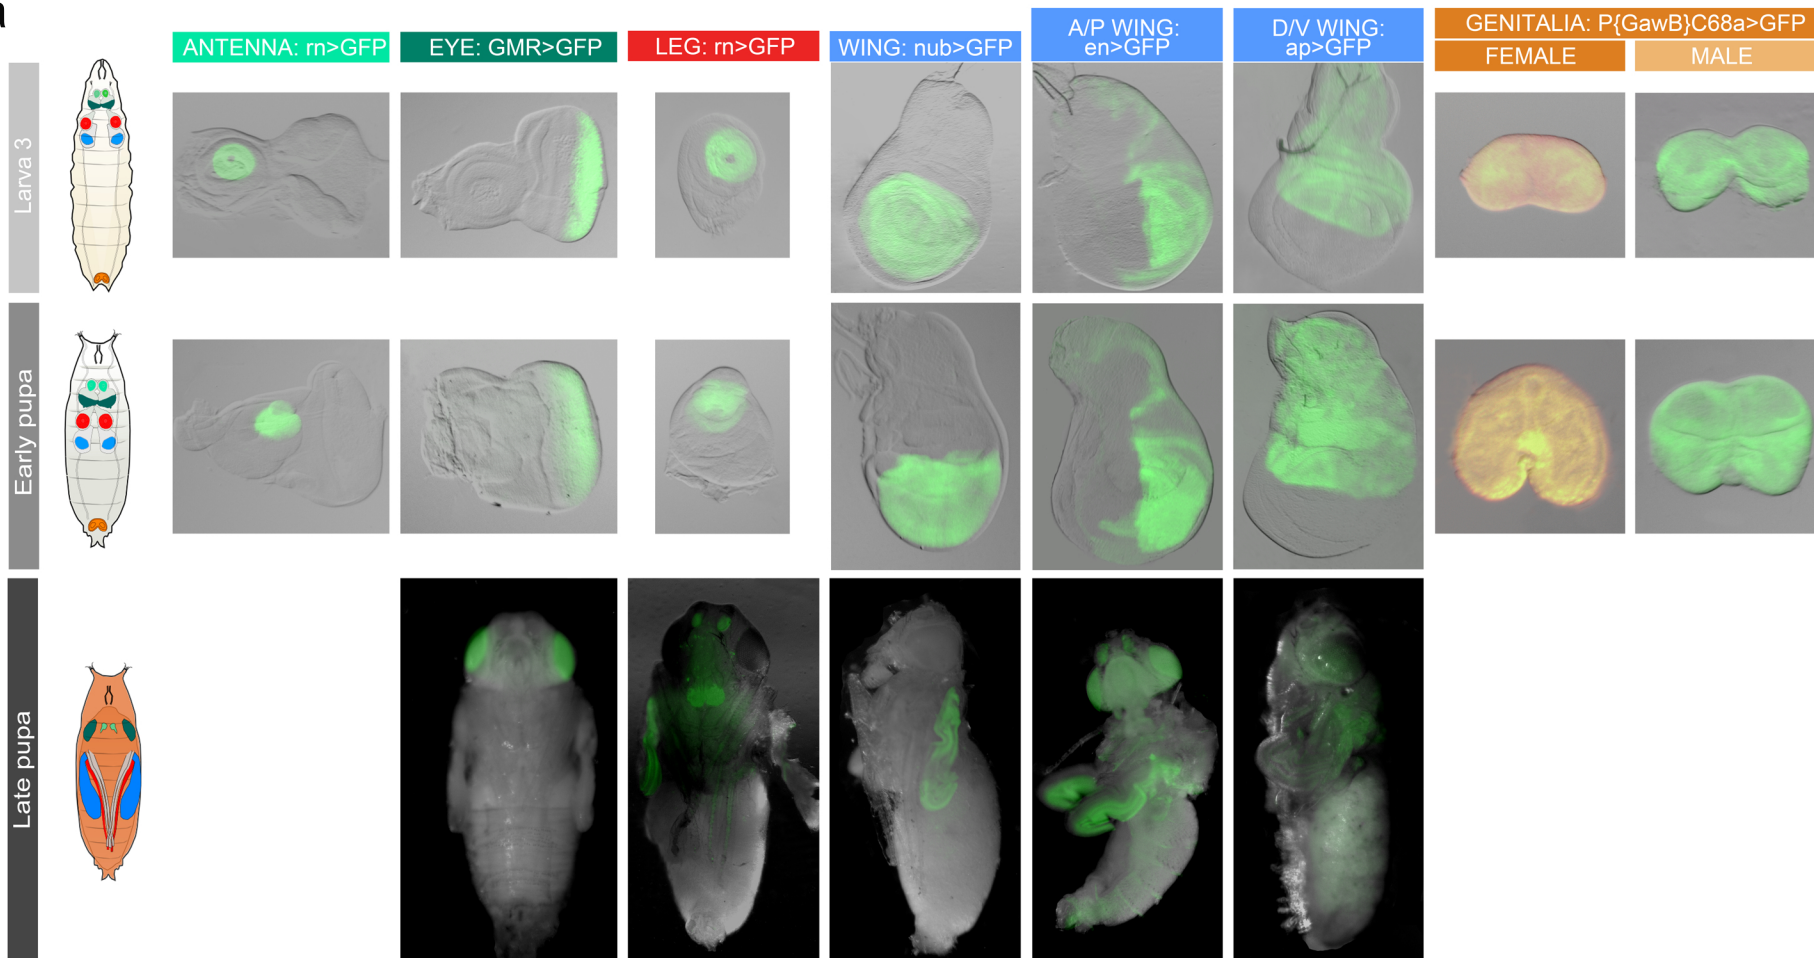 a
ANTENNA: rn>GFP
EYE: GMR>GFP
LEG: rn>GFP
WING: nub>GFP
A/P WING:
en>GFP
D/V WING:
ap>GFP
GENITALIA: P{GawB}C68a>GFP
FEMALE
MALE
Larva 3
Early pupa
Late pupa